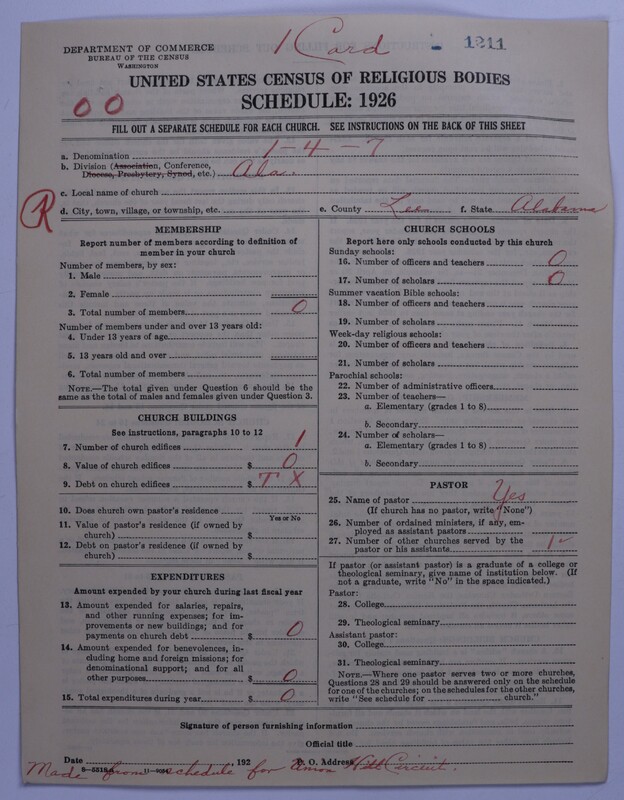 1 Card
1211
DEPARTMENT OF COMMERCE
BUREAU OF THE CENSUS
WASHINGTON
UNITED STATES CENSUS OF RELIGIOUS BODIES
SCHEDULE: 1926
0 0
FILL OUT A SEPARATE SCHEDULE FOR EACH CHURCH. SEE INSTRUCTIONS ON THE BACK OF THIS SHEET
a. Denomination 1-4-7
b. Division (Association, Conference, Diocese, Presbytery, Synod, etc.) Ala.
c. Local name of church
R
d. City, town, village, or township, etc. e. County Lee f. State Alabama
MEMBERSHIP
Report number of members according to definition of
member in your church
Number of members, by sex:
1. Male
2. Female
3. Total number of members 0
Number of members under and over 13 years old:
4. Under 13 years of age
5. 13 years old and over
6. Total number of members
NOTE.—The total given under Question 6 should be the
same as the total of males and females given under Question 3.
CHURCH BUILDINGS
See instructions, paragraphs 10 to 12
7. Number of church edifices 1
8. Value of church edifices $ 0
9. Debt on church edifices $ T X
10. Does church own pastor's residence
Yes or No
11. Value of pastor's residence (if owned by
church) $
12. Debt on pastor's residence (if owned by
church) $
EXPENDITURES
Amount expended by your church during last fiscal year
13. Amount expended for salaries, repairs,
and other running expenses; for im-
provements or new buildings; and for
payments on church debt $ 0
14. Amount expended for benevolences, in-
cluding home and foreign missions; for
denominational support; and for all
other purposes $ 0
15. Total expenditures during year $ 0
CHURCH SCHOOLS
Report here only schools conducted by this church
Sunday schools:
16. Number of officers and teachers 0
17. Number of scholars 0
Summer vacation Bible schools:
18. Number of officers and teachers
19. Number of scholars
Week-day religious schools:
20. Number of officers and teachers
21. Number of scholars
Parochial schools:
22. Number of administrative officers
23. Number of teachers—
a. Elementary (grades 1 to 8)
b. Secondary
24. Number of scholars—
a. Elementary (grades 1 to 8)
b. Secondary
PASTOR
25. Name of pastor Yes
(If church has no pastor, write "None")
26. Number of ordained ministers, if any, em-
ployed as assistant pastors
27. Number of other churches served by the
pastor or his assistants 1
If pastor (or assistant pastor) is a graduate of a college or
theological seminary, give name of institution below. (If
not a graduate, write "No" in the space indicated.)
Pastor:
28. College
29. Theological seminary
Assistant pastor:
30. College
31. Theological seminary
NOTE.—Where one pastor serves two or more churches,
Questions 28 and 29 should be answered only on the schedule
for one of the churches; on the schedules for the other churches,
write "See schedule for church."
Signature of person furnishing information
Official title
Date , 192 P. O. Address
Made from schedule for Union Hill Circuit.